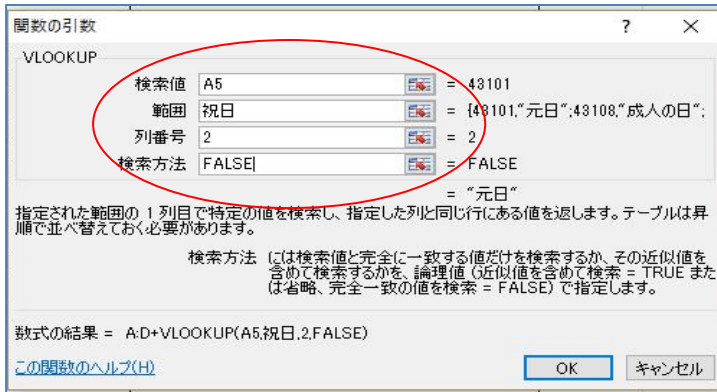 関数の引数 ? ×
VLOOKUP
検索値 A5 = 43101
範囲 祝日 = {43101,"元日";43108,"成人の日";
列番号 2 = 2
検索方法 FALSE = FALSE
= "元日"
指定された範囲の 1 列目で特定の値を検索し、指定した列と同じ行にある値を返します。テーブルは昇
順で並べ替えておく必要があります。
検索方法 には検索値と完全に一致する値だけを検索するか、その近似値を
含めて検索するかを、論理値 (近似値を含めて検索 = TRUE また
は省略、完全一致の値を検索 = FALSE) で指定します。
数式の結果 = A:D+VLOOKUP(A5,祝日,2,FALSE)
この関数のヘルプ(H) OK キャンセル